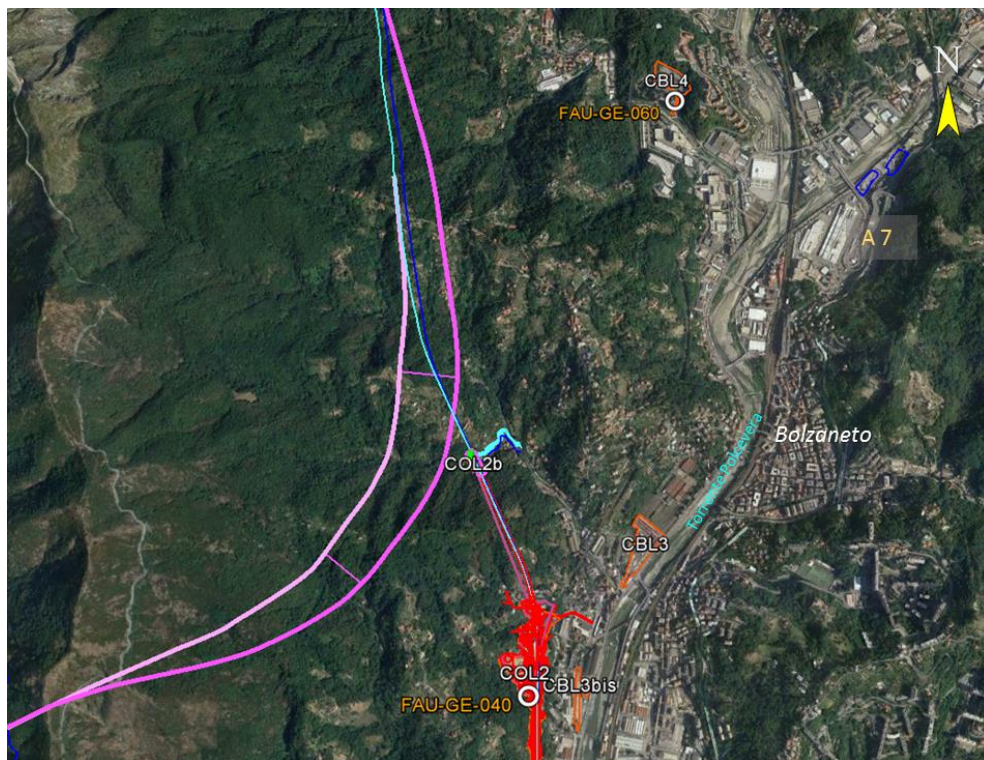 N
CBL4
FAU-GE-060
A 7
Bolzaneto
Torrente Polcevera
COL2b
CBL3
COL2
CBL3bis
FAU-GE-040